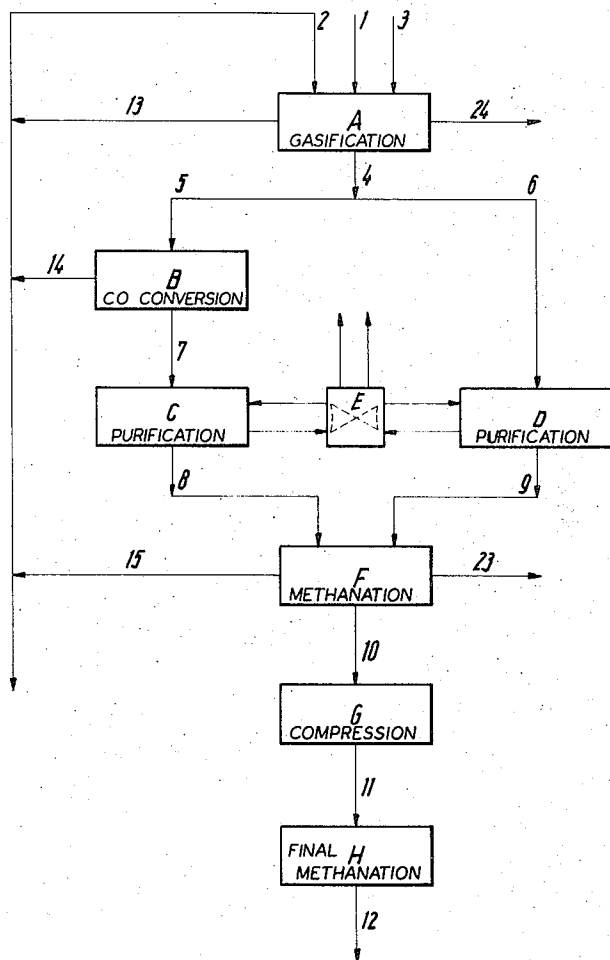 2 1 3
13 A 24
GASIFICATION
4
5 6
14 B
CO CONVERSION
7
E
C D
PURIFICATION PURIFICATION
8 9
15 F 23
METHANATION
10
G
COMPRESSION
11
FINAL H
METHANATION
12